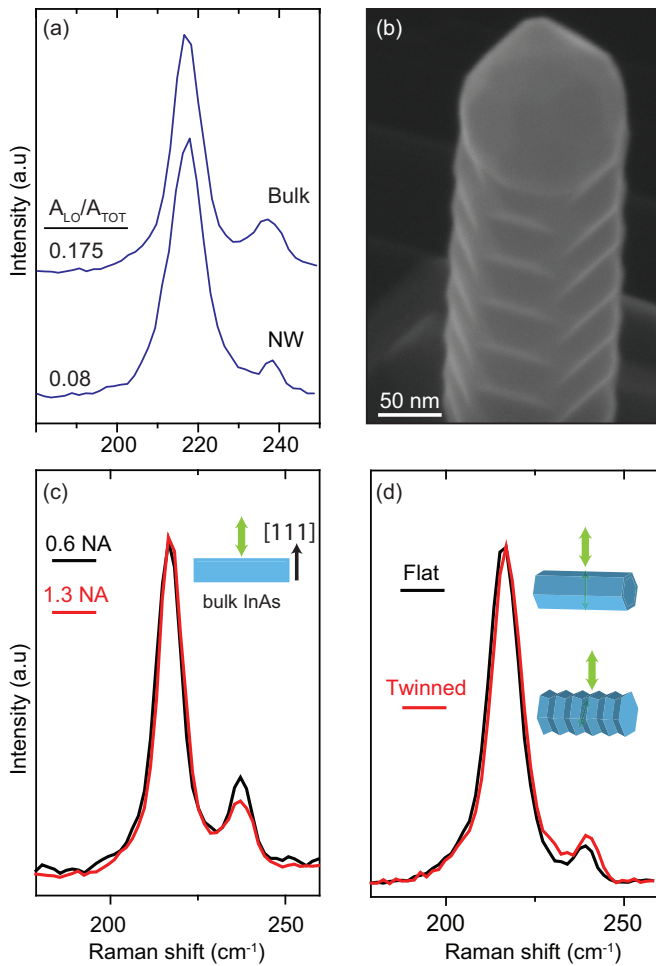 (a)
Intensity (a.u)
A_LO/A_TOT
0.175
Bulk
0.08
NW
200 220 240
(b)
50 nm
(c)
Intensity (a.u)
0.6 NA
1.3 NA
[111]
bulk InAs
200 250
Raman shift (cm⁻¹)
(d)
Flat
Twinned
200 250
Raman shift (cm⁻¹)